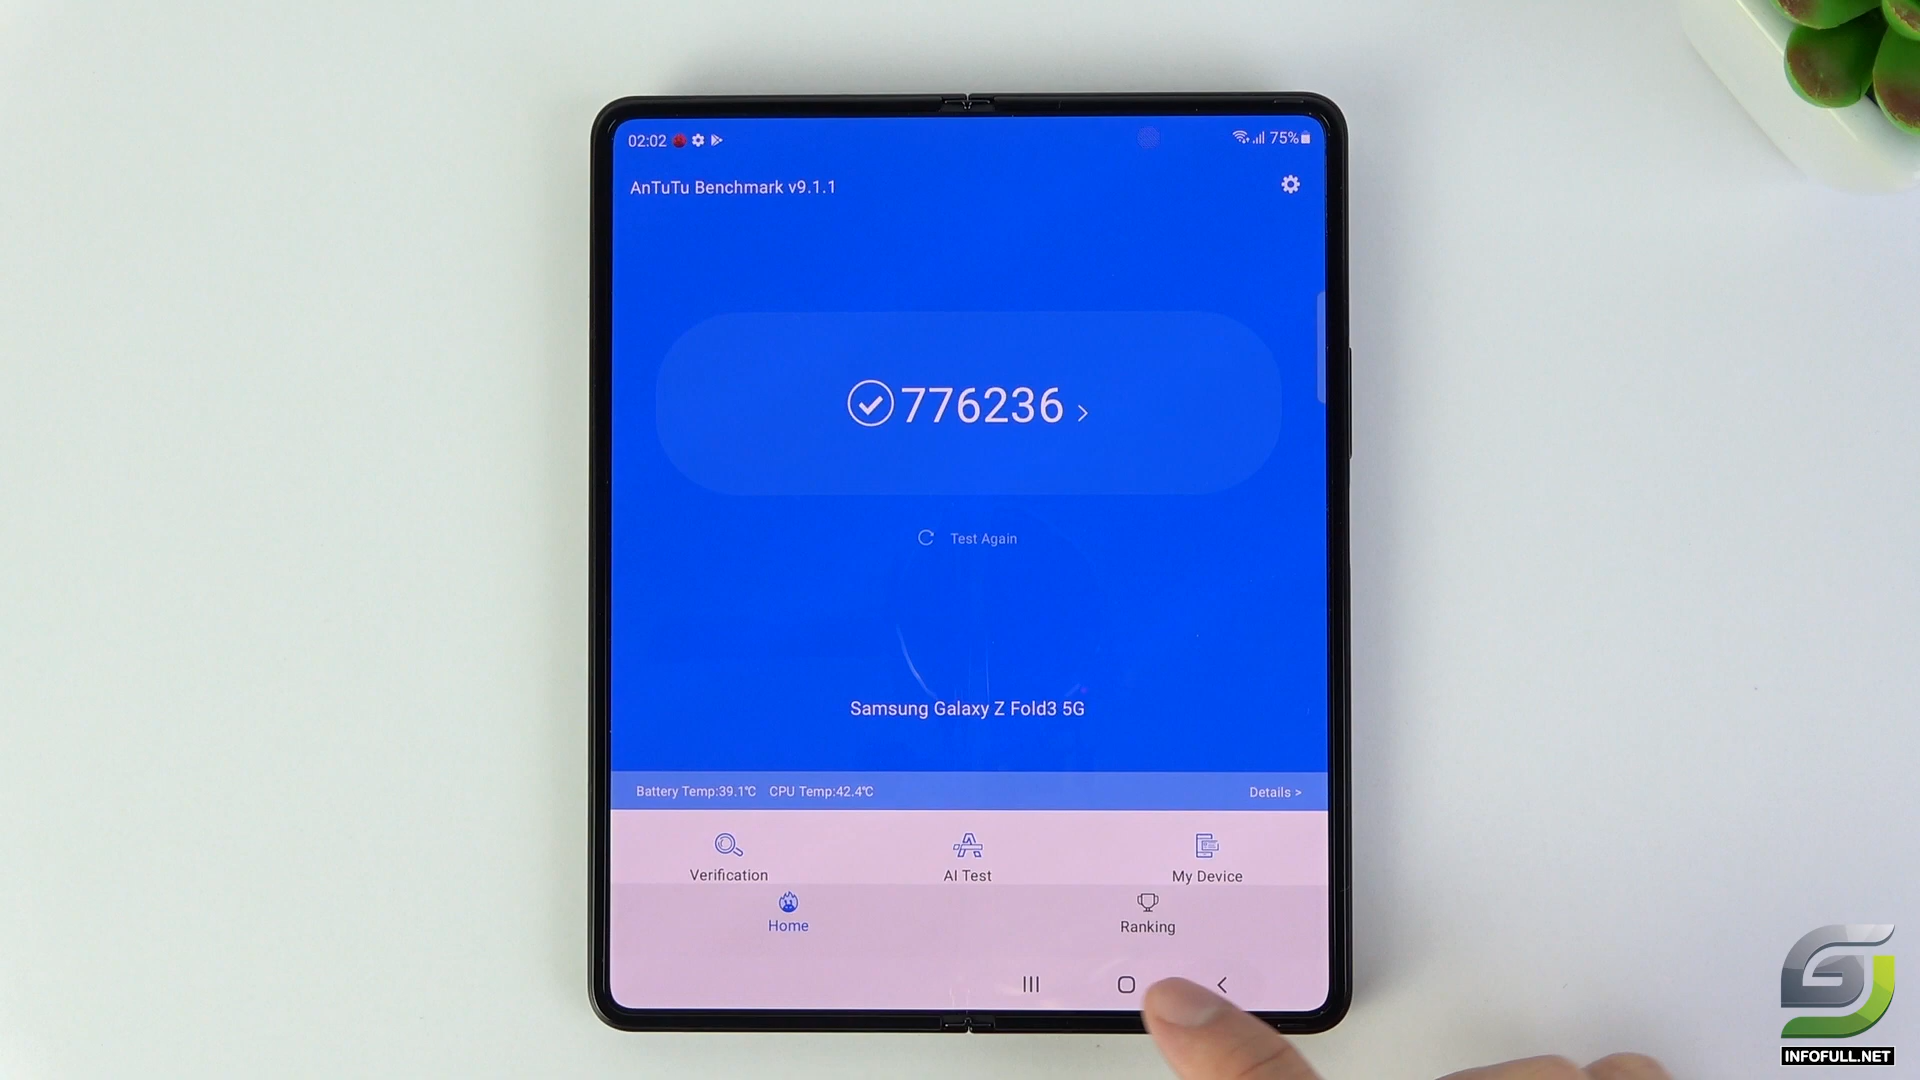 02:02 75%
AnTuTu Benchmark v9.1.1
776236 >
Test Again
Samsung Galaxy Z Fold3 5G
Battery Temp:39.1℃ CPU Temp:42.4℃ Details >
Verification AI Test My Device
Home Ranking
INFOFULL.NET